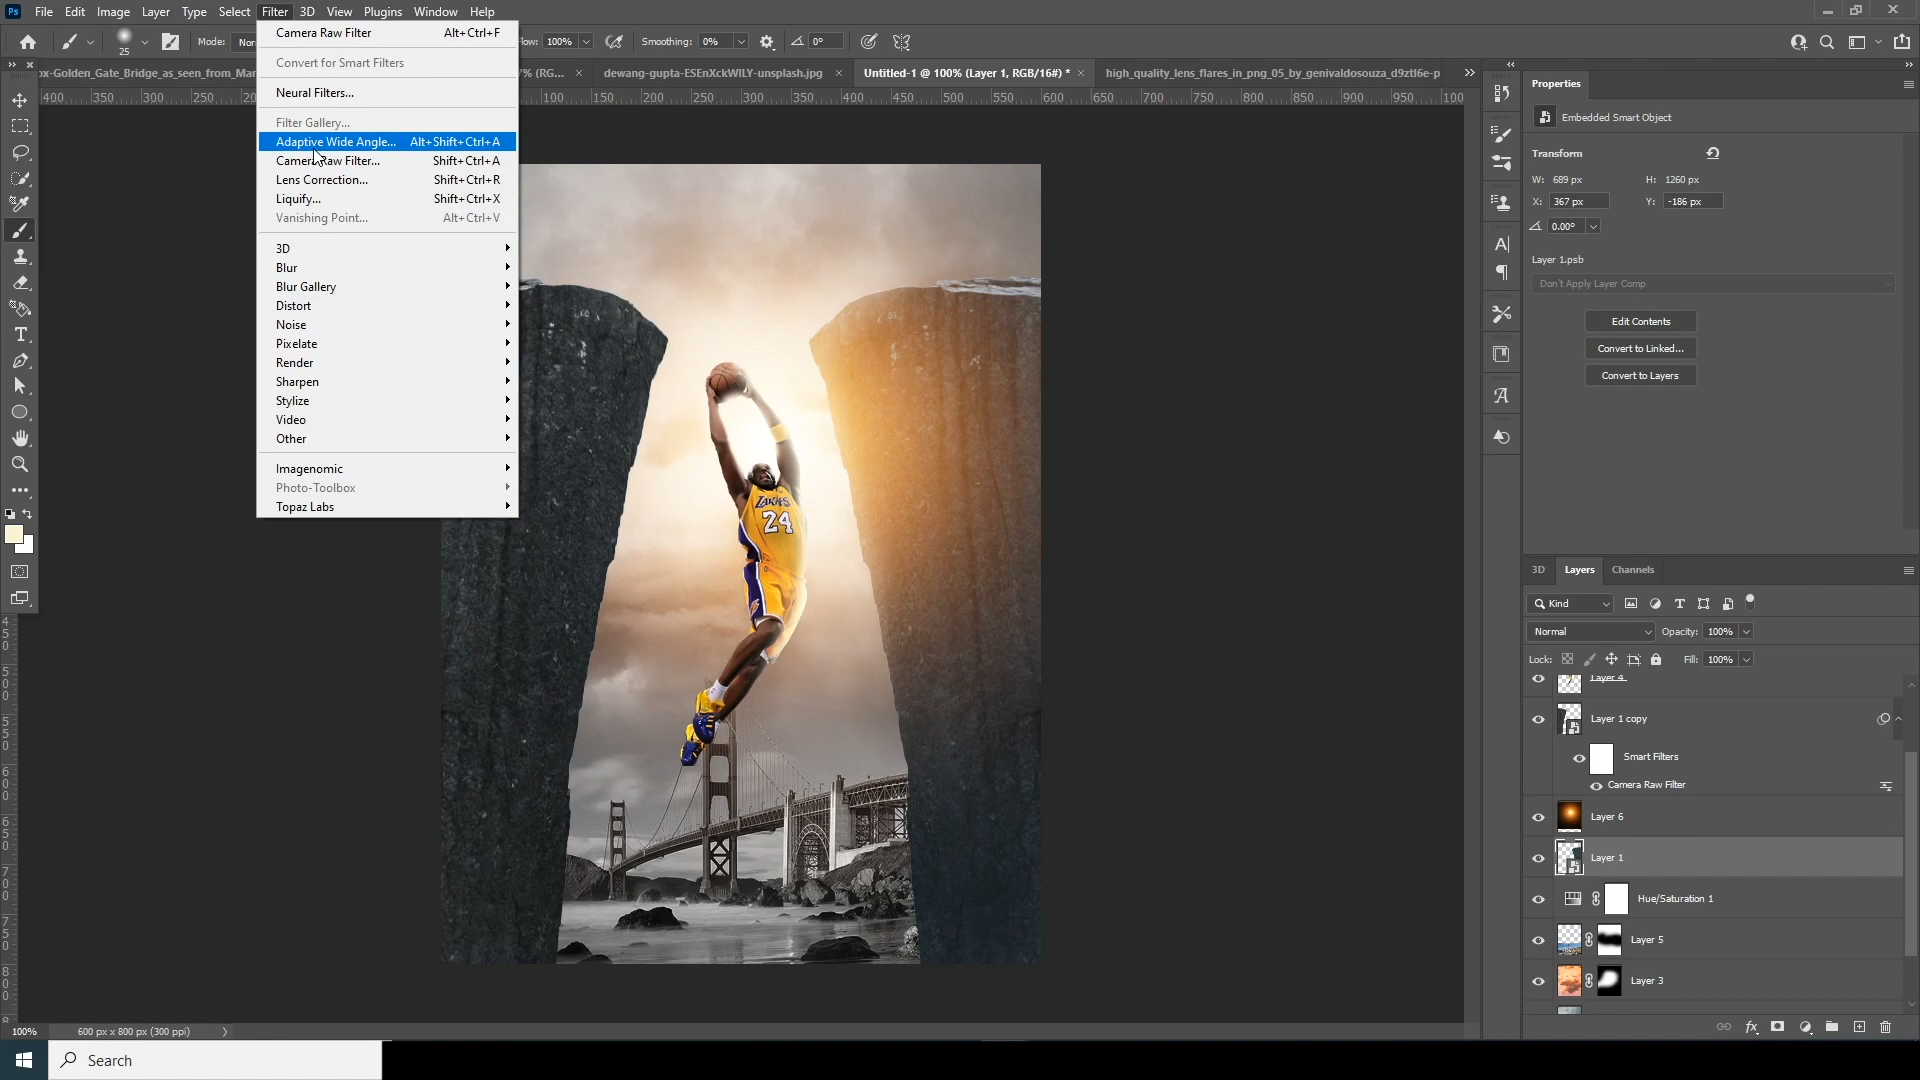 Ps File Edit Image Layer Type Select Filter 3D View Plugins Window Help
25 Mode: Flow: 100% Smoothing: 0% 0°
ox-Golden_Gate_Bridge_as_seen_from_Mar
7% (RG...
dewang-gupta-ESEnXckWILY-unsplash.jpg
Untitled-1 @ 100% (Layer 1, RGB/16#) *
high_quality_lens_flares_in_png_05_by_genivaldosouza_d9ztl6e-p
400 350 300 250 100 150 200 250 300 350 400 450 500 550 600 650 700 750 800 850 900 950 100
Camera Raw Filter Alt+Ctrl+F
Convert for Smart Filters
Neural Filters...
Filter Gallery...
Adaptive Wide Angle... Alt+Shift+Ctrl+A
Camera Raw Filter... Shift+Ctrl+A
Lens Correction... Shift+Ctrl+R
Liquify... Shift+Ctrl+X
Vanishing Point... Alt+Ctrl+V
3D
Blur
Blur Gallery
Distort
Noise
Pixelate
Render
Sharpen
Stylize
Video
Other
Imagenomic
Photo-Toolbox
Topaz Labs
LAKERS
24
Properties
Embedded Smart Object
Transform
W: 689 px H: 1260 px
X: 367 px Y: -186 px
0.00°
Layer 1.psb
Don't Apply Layer Comp
Edit Contents
Convert to Linked...
Convert to Layers
3D Layers Channels
Kind
Normal Opacity: 100%
Lock: Fill: 100%
Layer 4
Layer 1 copy
Smart Filters
Camera Raw Filter
Layer 6
Layer 1
Hue/Saturation 1
Layer 5
Layer 3
100% 600 px x 800 px (300 ppi)
Search